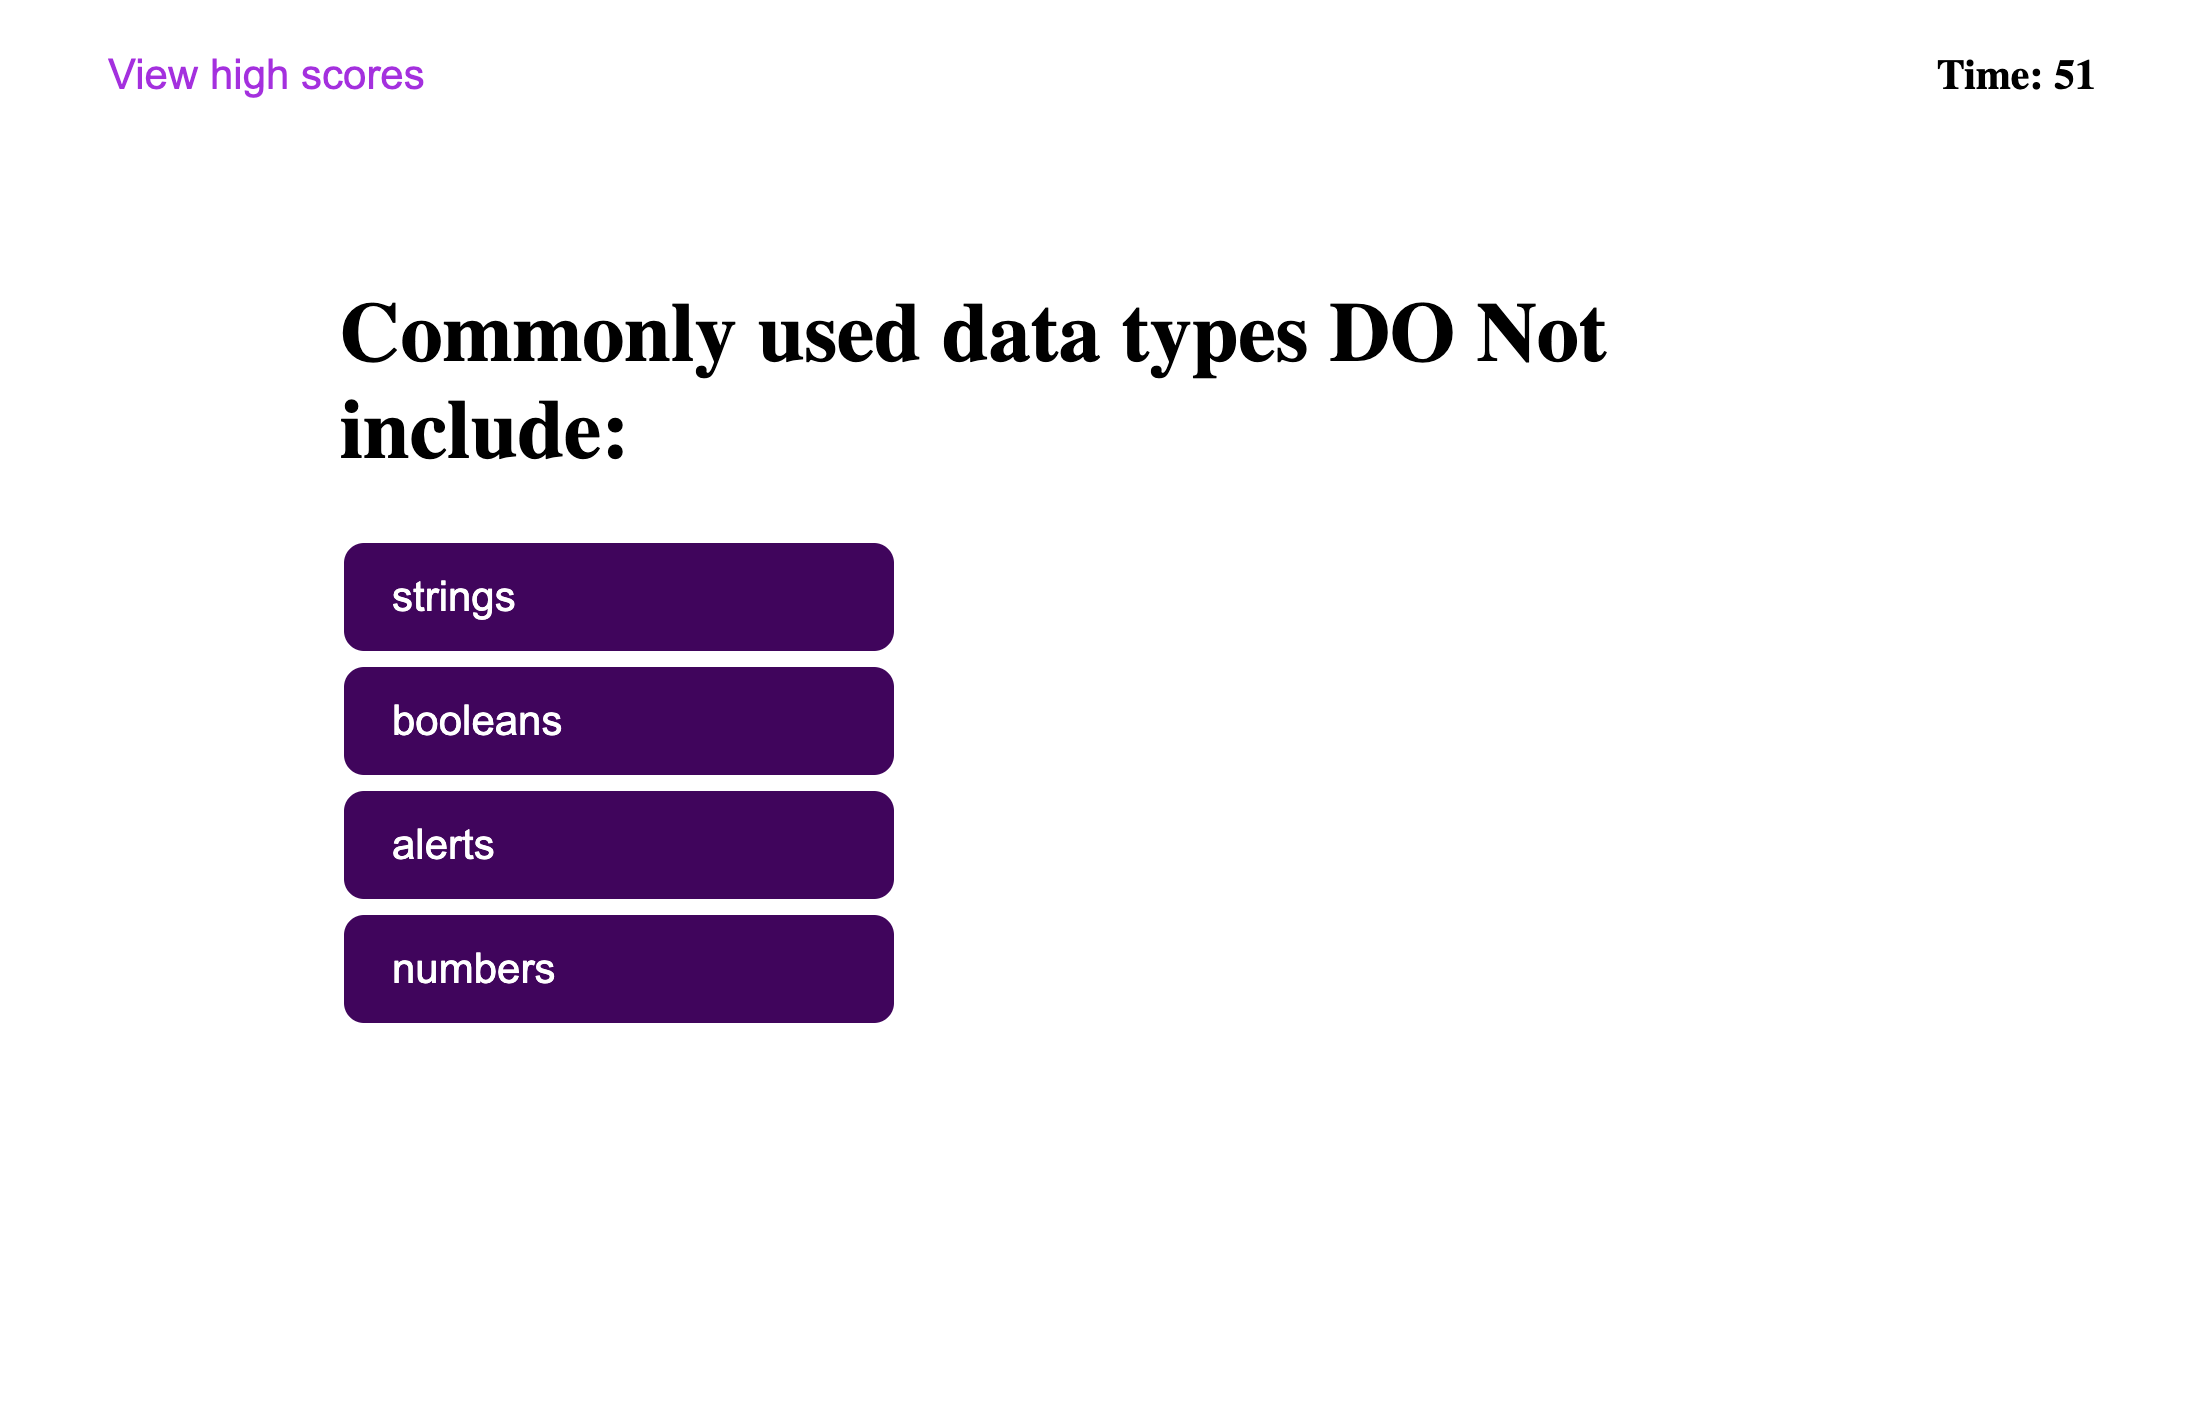 View high scores
Time: 51
Commonly used data types DO Not
include:
strings
booleans
alerts
numbers